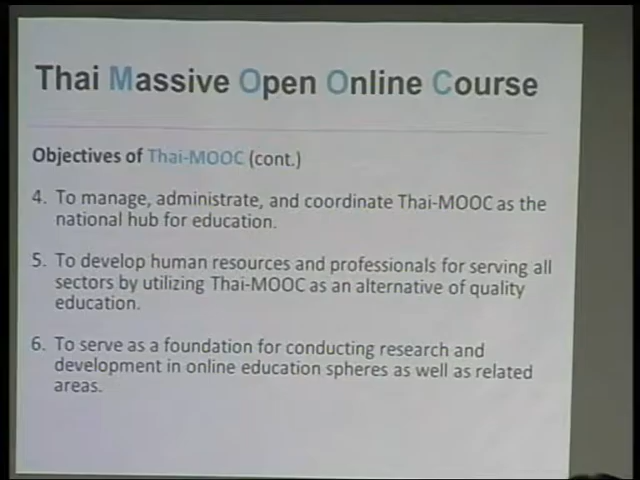 Thai Massive Open Online Course
Objectives of Thai-MOOC (cont.)
4. To manage, administrate, and coordinate Thai-MOOC as the
national hub for education.
5. To develop human resources and professionals for serving all
sectors by utilizing Thai-MOOC as an alternative of quality
education.
6. To serve as a foundation for conducting research and
development in online education spheres as well as related
areas.